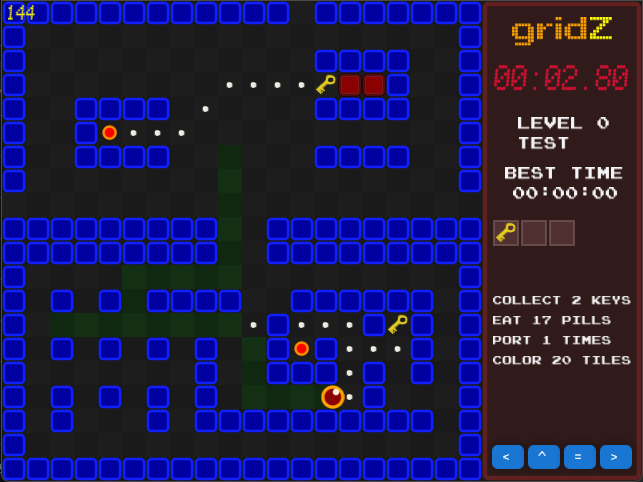 144
gridZ
00:02.80
LEVEL 0
TEST
BEST TIME
00:00:00
COLLECT 2 KEYS
EAT 17 PILLS
PORT 1 TIMES
COLOR 20 TILES
< ^ = >